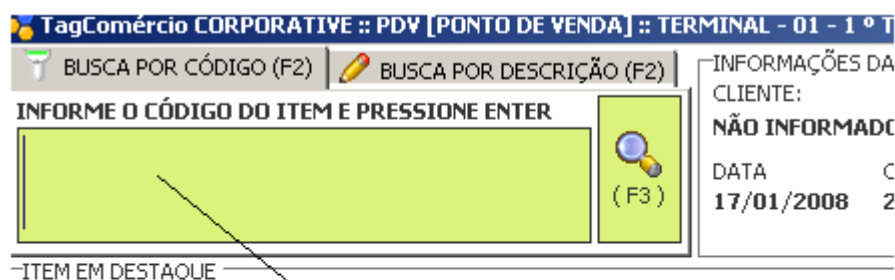 TagComércio CORPORATIVE :: PDV [PONTO DE VENDA] :: TERMINAL - 01 - 1 º T
BUSCA POR CÓDIGO (F2) BUSCA POR DESCRIÇÃO (F2)
INFORMAÇÕES DA
CLIENTE:
INFORME O CÓDIGO DO ITEM E PRESSIONE ENTER
NÃO INFORMADO
( F3 )
DATA
17/01/2008 2
ITEM EM DESTAQUE